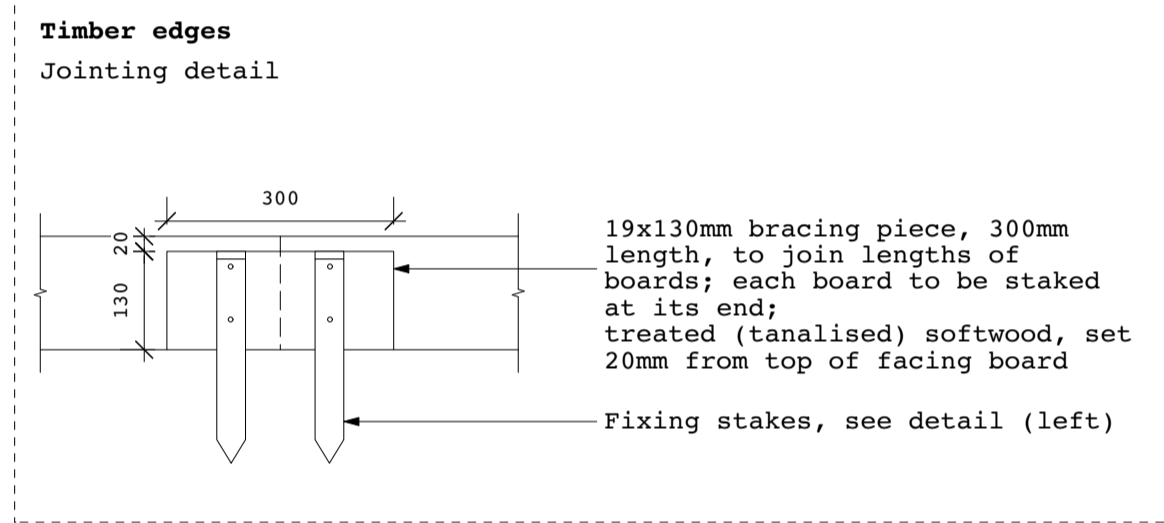 Timber edges
Jointing detail
300
20
130
19x130mm bracing piece, 300mm
length, to join lengths of
boards; each board to be staked
at its end;
treated (tanalised) softwood, set
20mm from top of facing board
Fixing stakes, see detail (left)